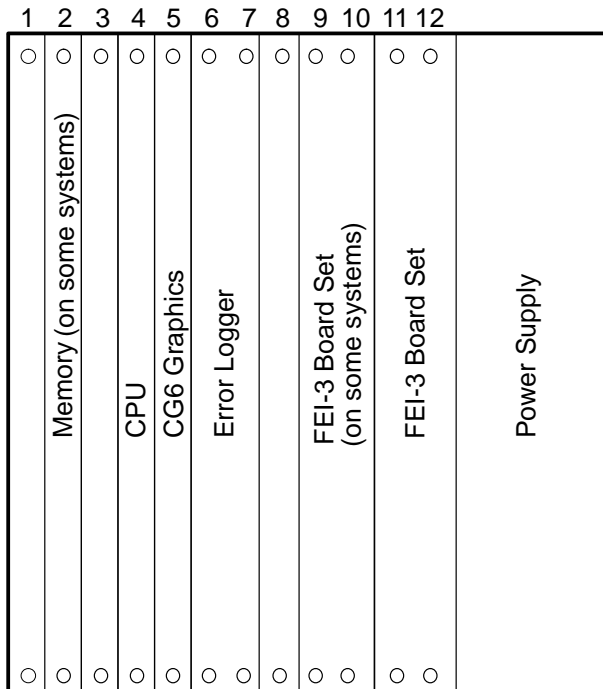 1 2 3 4 5 6 7 8 9 10 11 12
Memory (on some systems)
CPU
CG6 Graphics
Error Logger
FEI-3 Board Set
(on some systems)
FEI-3 Board Set
Power Supply